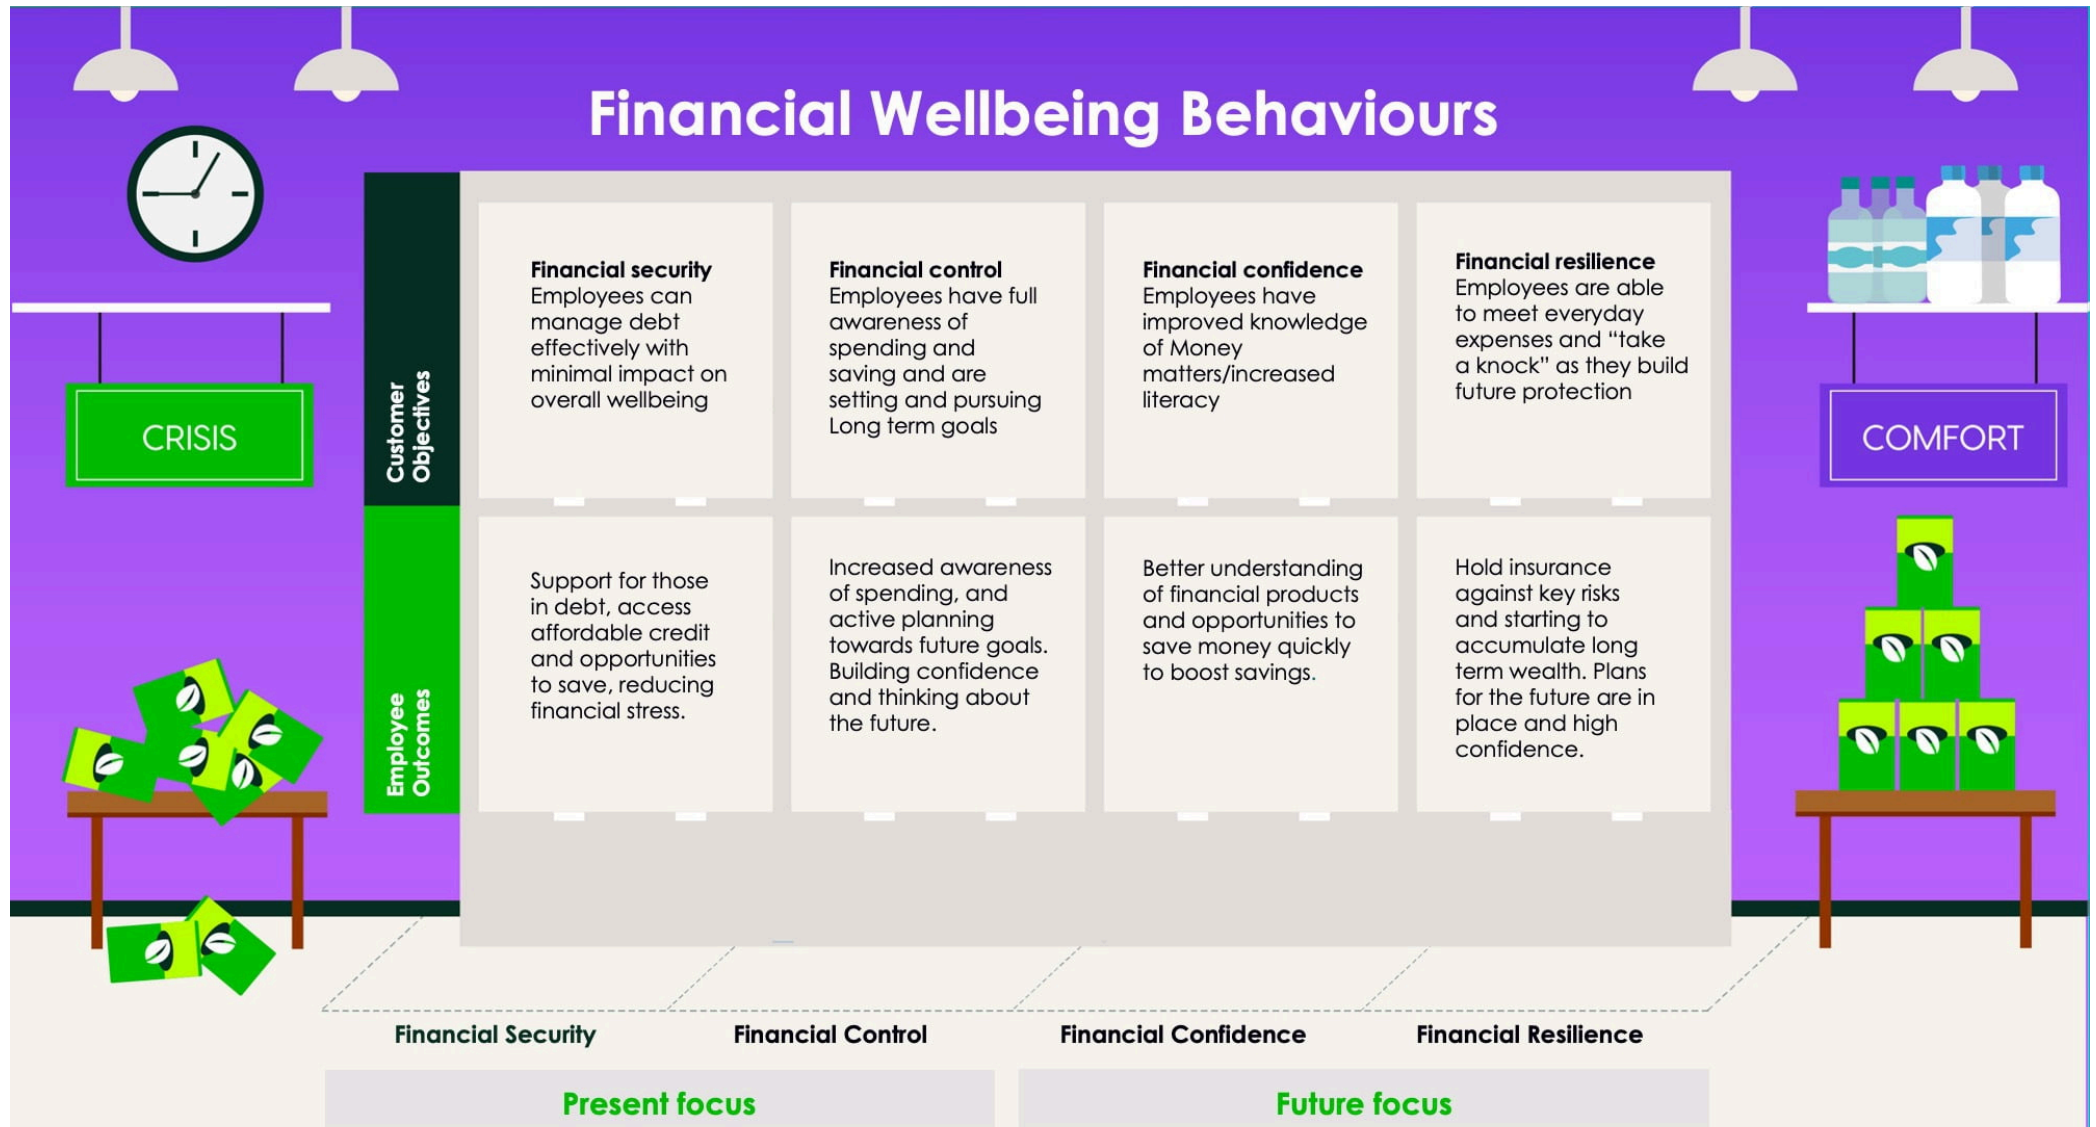 Financial Wellbeing Behaviours
CRISIS
COMFORT
Customer
Objectives
Financial security
Employees can
manage debt
effectively with
minimal impact on
overall wellbeing
Financial control
Employees have full
awareness of
spending and
saving and are
setting and pursuing
Long term goals
Financial confidence
Employees have
improved knowledge
of Money
matters/increased
literacy
Financial resilience
Employees are able
to meet everyday
expenses and “take
a knock” as they build
future protection
Employee
Outcomes
Support for those
in debt, access
affordable credit
and opportunities
to save, reducing
financial stress.
Increased awareness
of spending, and
active planning
towards future goals.
Building confidence
and thinking about
the future.
Better understanding
of financial products
and opportunities to
save money quickly
to boost savings.
Hold insurance
against key risks
and starting to
accumulate long
term wealth. Plans
for the future are in
place and high
confidence.
Financial Security
Financial Control
Financial Confidence
Financial Resilience
Present focus
Future focus